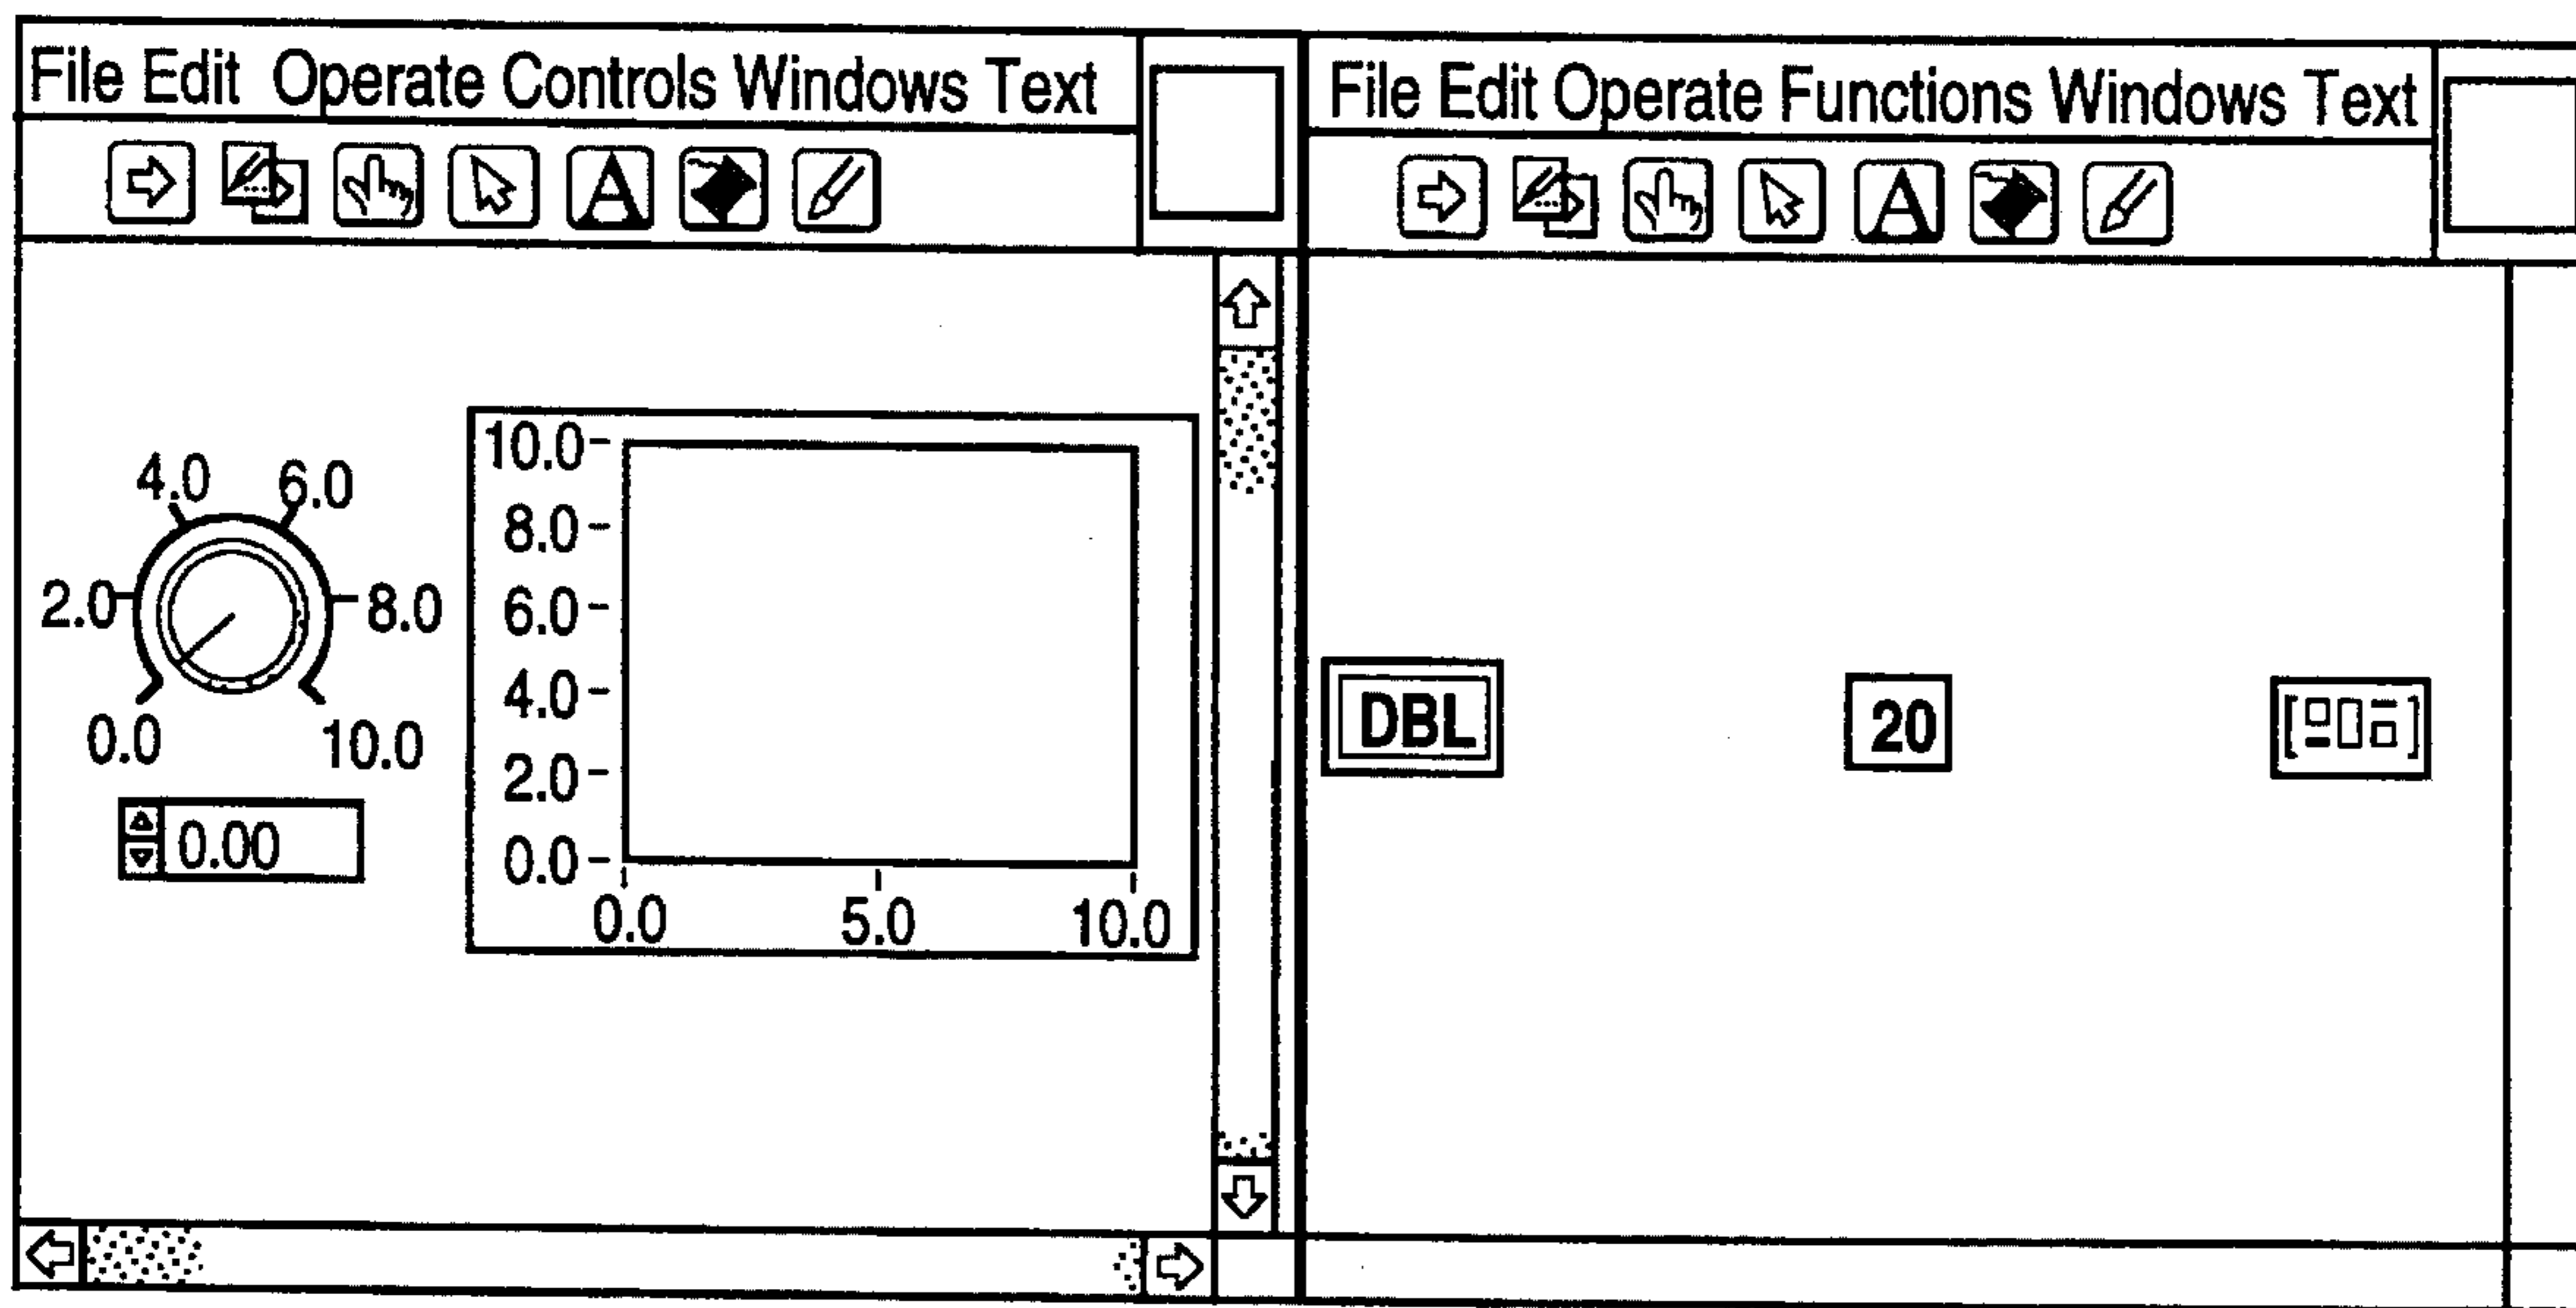 File Edit Operate Controls Windows Text
A
4.0 6.0
2.0 8.0
0.0 10.0
0.00
10.0
8.0
6.0
4.0
2.0
0.0
0.0 5.0 10.0
File Edit Operate Functions Windows Text
A
DBL 20